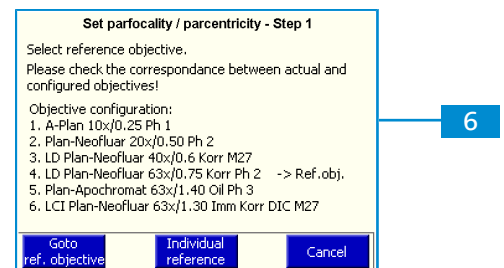 Set parfocality / parcentricity - Step 1
Select reference objective.
Please check the correspondance between actual and
configured objectives!
Objective configuration:
1. A-Plan 10x/0.25 Ph 1
2. Plan-Neofluar 20x/0.50 Ph 2
3. LD Plan-Neofluar 40x/0.6 Korr M27
4. LD Plan-Neofluar 63x/0.75 Korr Ph 2 -> Ref.obj.
5. Plan-Apochromat 63x/1.40 Oil Ph 3
6. LCI Plan-Neofluar 63x/1.30 Imm Korr DIC M27
6
Goto
ref. objective
Individual
reference
Cancel